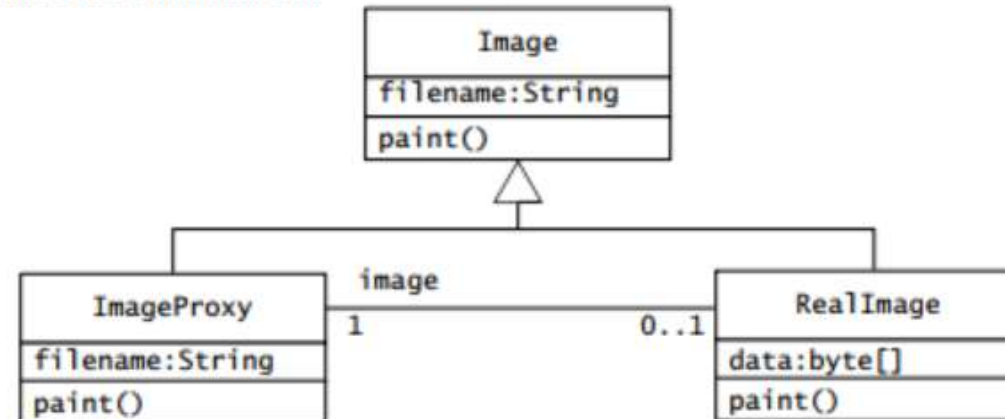 Image
filename:String
paint()
image
ImageProxy
1
0..1
RealImage
filename:String
data:byte[]
paint()
paint()